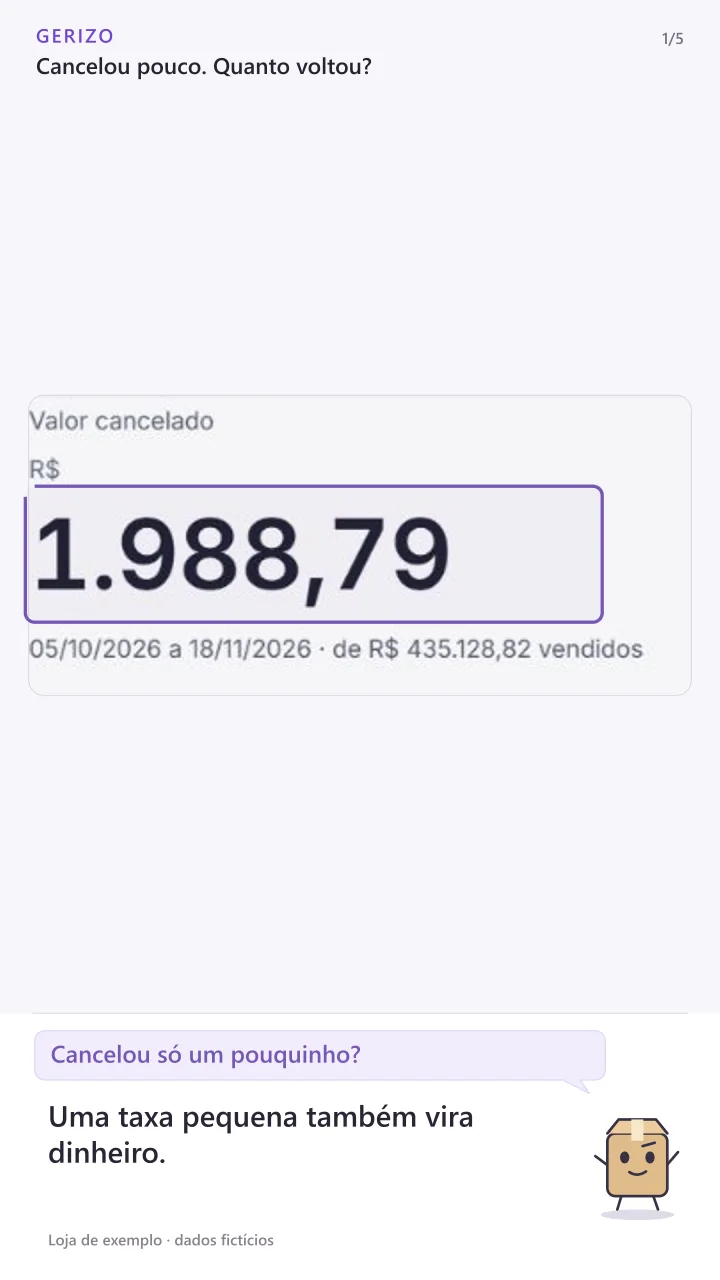 GERIZO
1/5
Cancelou pouco. Quanto voltou?
Valor cancelado
R$
1.988,79
05/10/2026 a 18/11/2026 · de R$ 435.128,82 vendidos
Cancelou só um pouquinho?
Uma taxa pequena também vira
dinheiro.
Loja de exemplo · dados fictícios